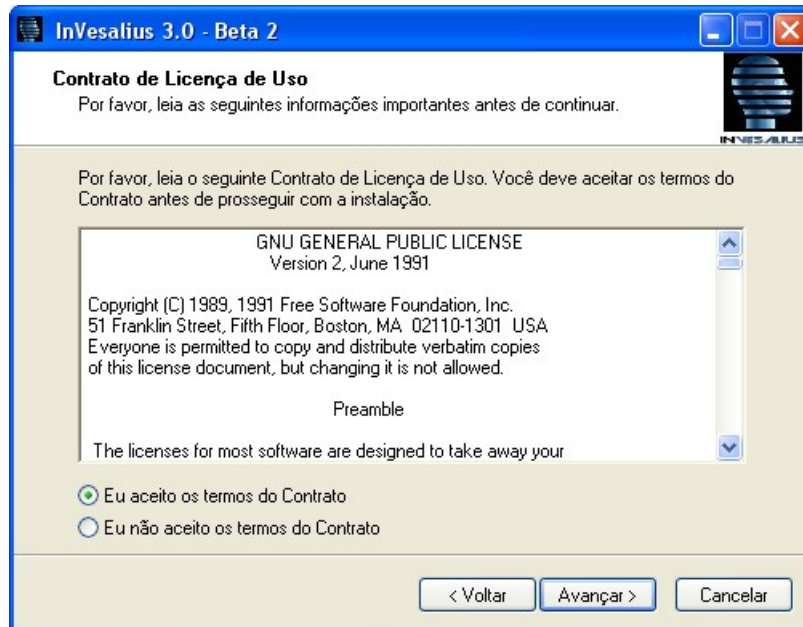 InVesalius 3.0 - Beta 2
Contrato de Licença de Uso
Por favor, leia as seguintes informações importantes antes de continuar.
INVESALIUS
Por favor, leia o seguinte Contrato de Licença de Uso. Você deve aceitar os termos do
Contrato antes de prosseguir com a instalação.
GNU GENERAL PUBLIC LICENSE
Version 2, June 1991
Copyright (C) 1989, 1991 Free Software Foundation, Inc.
51 Franklin Street, Fifth Floor, Boston, MA  02110-1301  USA
Everyone is permitted to copy and distribute verbatim copies
of this license document, but changing it is not allowed.
Preamble
The licenses for most software are designed to take away your
Eu aceito os termos do Contrato
Eu não aceito os termos do Contrato
< Voltar
Avançar >
Cancelar